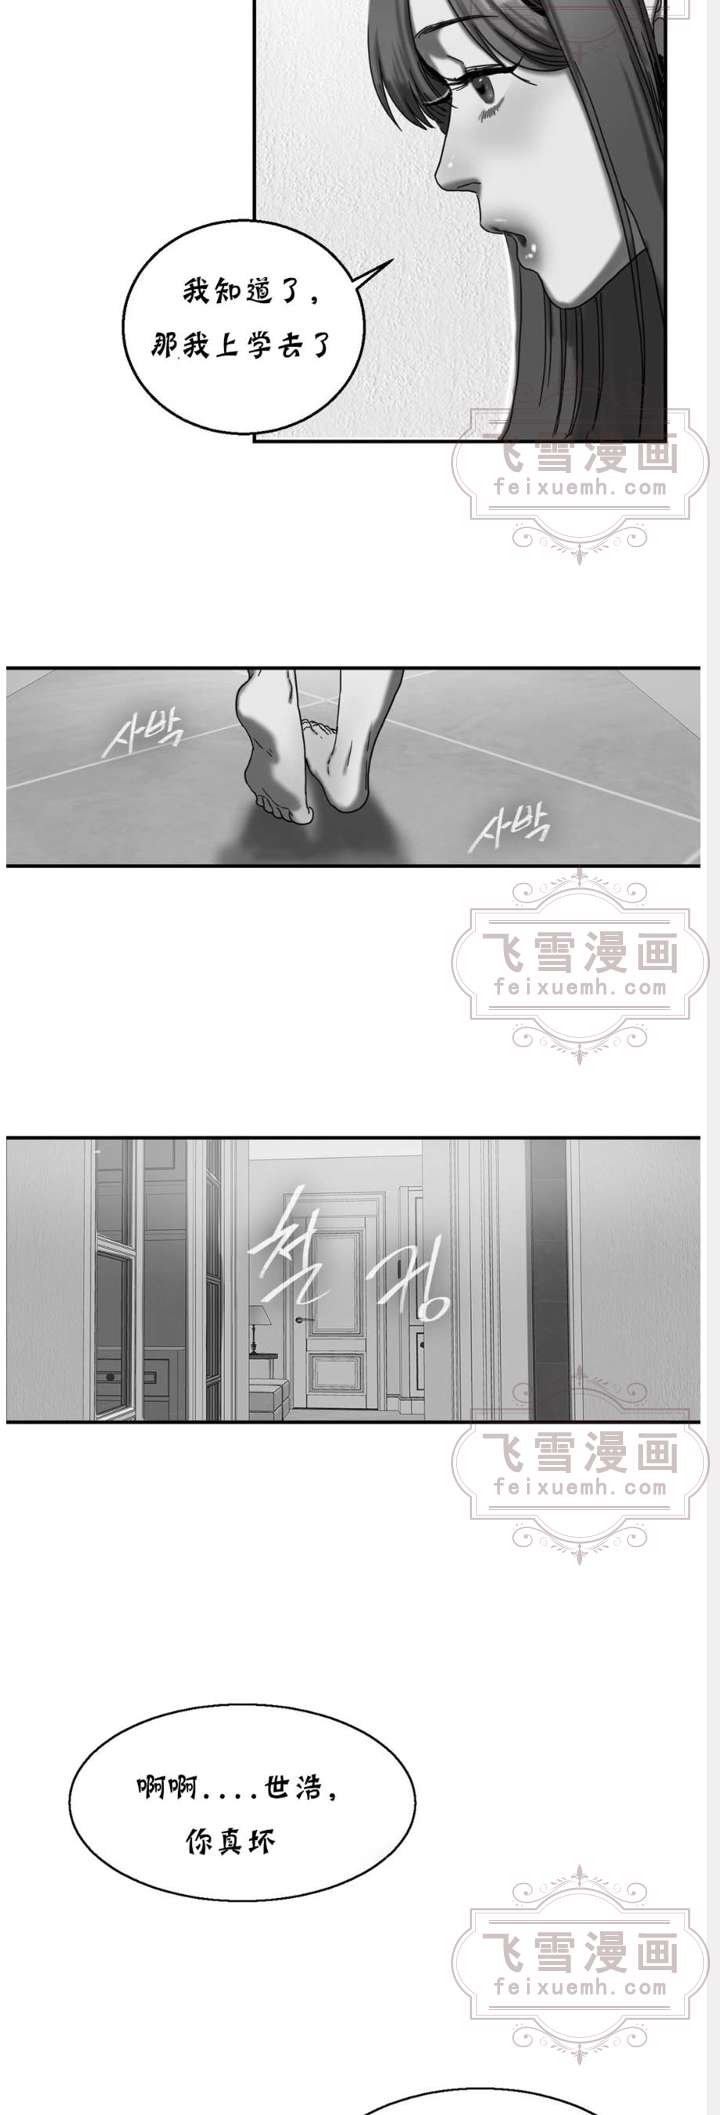 我知道了，
那我上学去了
飞雪漫画
feixuemh.com
사박
사박
飞雪漫画
feixuemh.com
철컹
飞雪漫画
feixuemh.com
啊啊....世浩，
你真坏
飞雪漫画
feixuemh.com